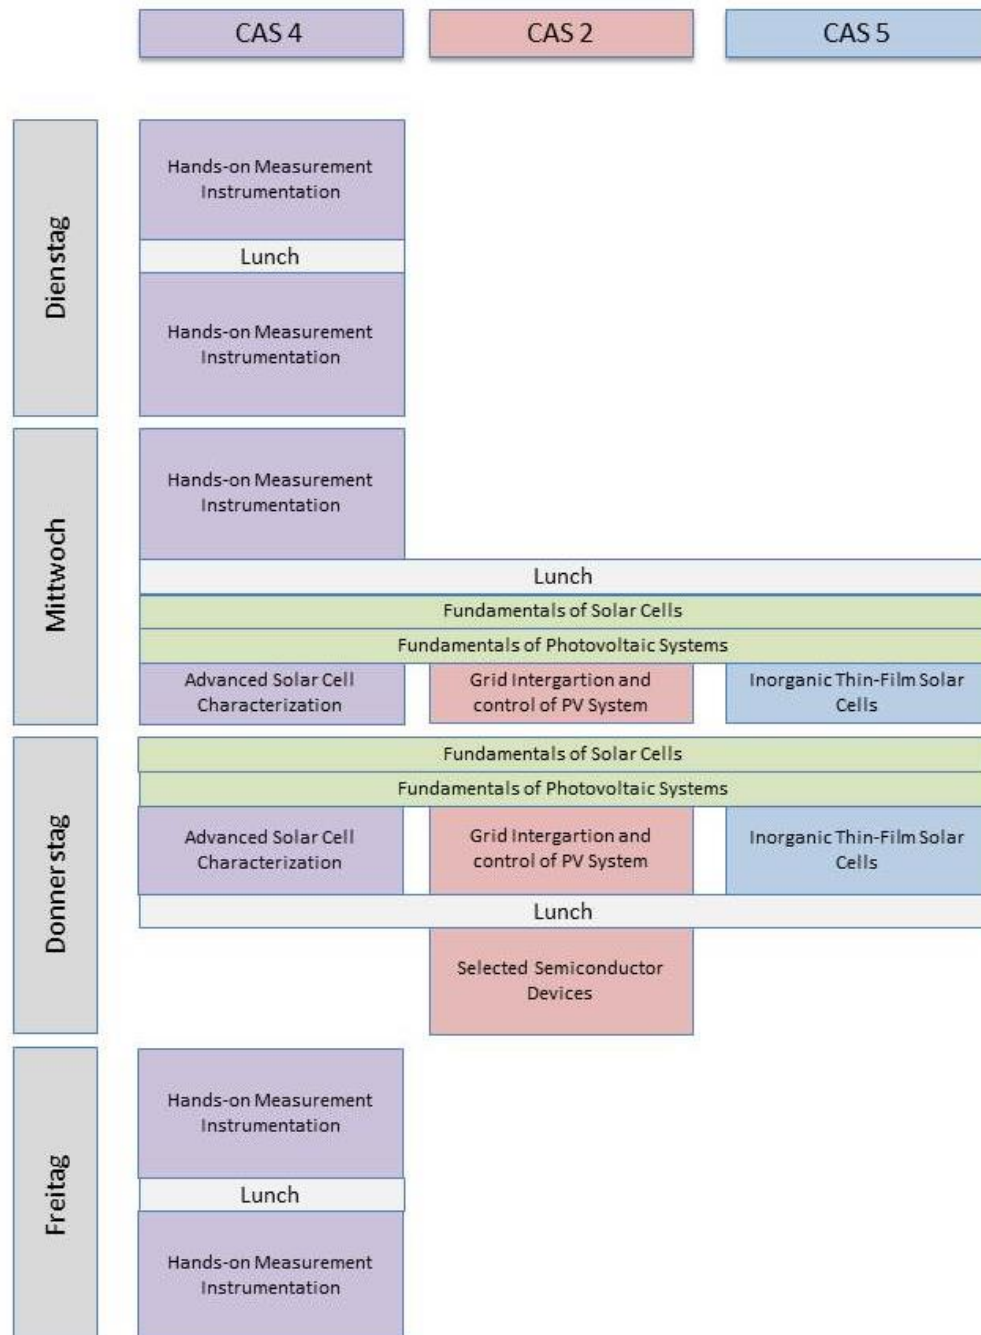 CAS 4
CAS 2
CAS 5
Dienstag
Hands-on Measurement
Instrumentation
Lunch
Hands-on Measurement
Instrumentation
Mittwoch
Hands-on Measurement
Instrumentation
Lunch
Fundamentals of Solar Cells
Fundamentals of Photovoltaic Systems
Advanced Solar Cell
Characterization
Grid Intergartion and
control of PV System
Inorganic Thin-Film Solar
Cells
Donnerstag
Fundamentals of Solar Cells
Fundamentals of Photovoltaic Systems
Advanced Solar Cell
Characterization
Grid Intergartion and
control of PV System
Inorganic Thin-Film Solar
Cells
Lunch
Selected Semiconductor
Devices
Freitag
Hands-on Measurement
Instrumentation
Lunch
Hands-on Measurement
Instrumentation